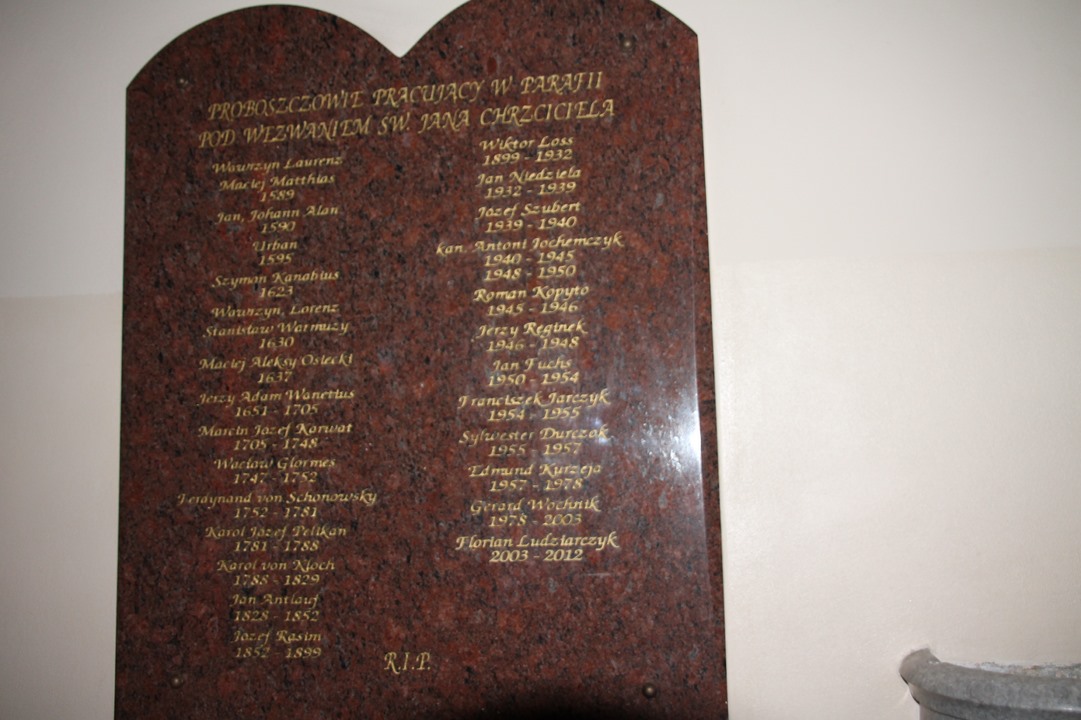 PROBOSZCZOWIE PRACUJĄCY W PARAFII
POD WEZWANIEM ŚW. JANA CHRZCICIELA
Wawrzyn Laurenz
Maciej Matthias
1589
Jan, Johann Alan
1590
Urban
1595
Szymon Kanabius
1623
Wawrzyn, Lorenz
Stanisław Warmuzy
1630
Maciej Aleksy Osiecki
1637
Jerzy Adam Wanetius
1651 - 1705
Marcin Józef Karwat
1705 - 1748
Wacław Glormes
1747 - 1752
Ferdynand von Schonowsky
1752 - 1781
Karol Józef Pelikan
1781 - 1788
Karol von Kloch
1788 - 1829
Jan Antlauf
1828 - 1852
Józef Rasim
1852 - 1899
Wiktor Loss
1899 - 1932
Jan Niedziela
1932 - 1939
Józef Szubert
1939 - 1940
kan. Antoni Jochemczyk
1940 - 1945
1948 - 1950
Roman Kopyto
1945 - 1946
Jerzy Reginek
1946 - 1948
Jan Fuchs
1950 - 1954
Franciszek Jarczyk
1954 - 1955
Sylwester Durczok
1955 - 1957
Edmund Kurzeja
1957 - 1978
Gerard Wochnik
1978 - 2003
Florian Ludziarczyk
2003 - 2012
R.I.P.